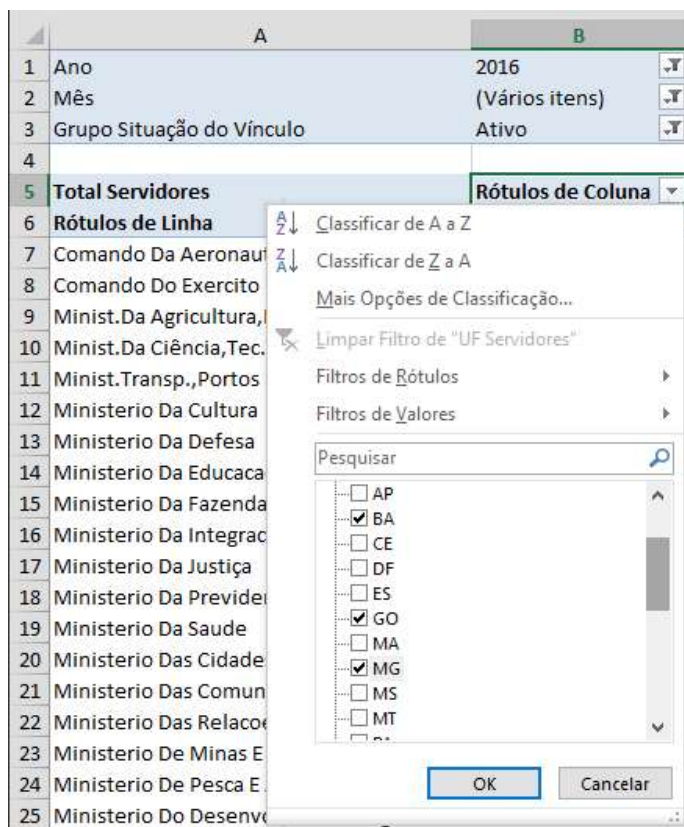 A B
1 Ano 2016
2 Mês (Vários itens)
3 Grupo Situação do Vínculo Ativo
4
5 Total Servidores Rótulos de Coluna
6 Rótulos de Linha
7 Comando Da Aeronau
8 Comando Do Exercito
9 Minist.Da Agricultura,
10 Minist.Da Ciência,Tec.
11 Minist.Transp.,Portos
12 Ministerio Da Cultura
13 Ministerio Da Defesa
14 Ministerio Da Educaca
15 Ministerio Da Fazenda
16 Ministerio Da Integrac
17 Ministerio Da Justiça
18 Ministerio Da Previde
19 Ministerio Da Saude
20 Ministerio Das Cidade
21 Ministerio Das Comun
22 Ministerio Das Relaco
23 Ministerio De Minas E
24 Ministerio De Pesca E
25 Ministerio Do Desenv
Classificar de A a Z
Classificar de Z a A
Mais Opções de Classificação...
Limpar Filtro de "UF Servidores"
Filtros de Rótulos
Filtros de Valores
Pesquisar
AP
BA
CE
DF
ES
GO
MA
MG
MS
MT
OK Cancelar